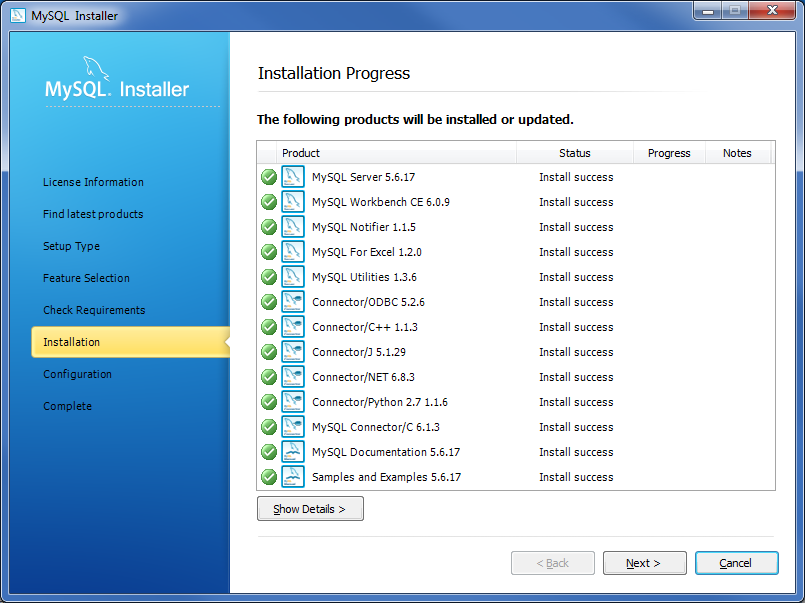 MySQL Installer
MySQL. Installer
License Information
Find latest products
Setup Type
Feature Selection
Check Requirements
Installation
Configuration
Complete
Installation Progress
The following products will be installed or updated.
Product Status Progress Notes
MySQL Server 5.6.17 Install success
MySQL Workbench CE 6.0.9 Install success
MySQL Notifier 1.1.5 Install success
MySQL For Excel 1.2.0 Install success
MySQL Utilities 1.3.6 Install success
Connector/ODBC 5.2.6 Install success
Connector/C++ 1.1.3 Install success
Connector/J 5.1.29 Install success
Connector/NET 6.8.3 Install success
Connector/Python 2.7 1.1.6 Install success
MySQL Connector/C 6.1.3 Install success
MySQL Documentation 5.6.17 Install success
Samples and Examples 5.6.17 Install success
Show Details >
< Back Next > Cancel